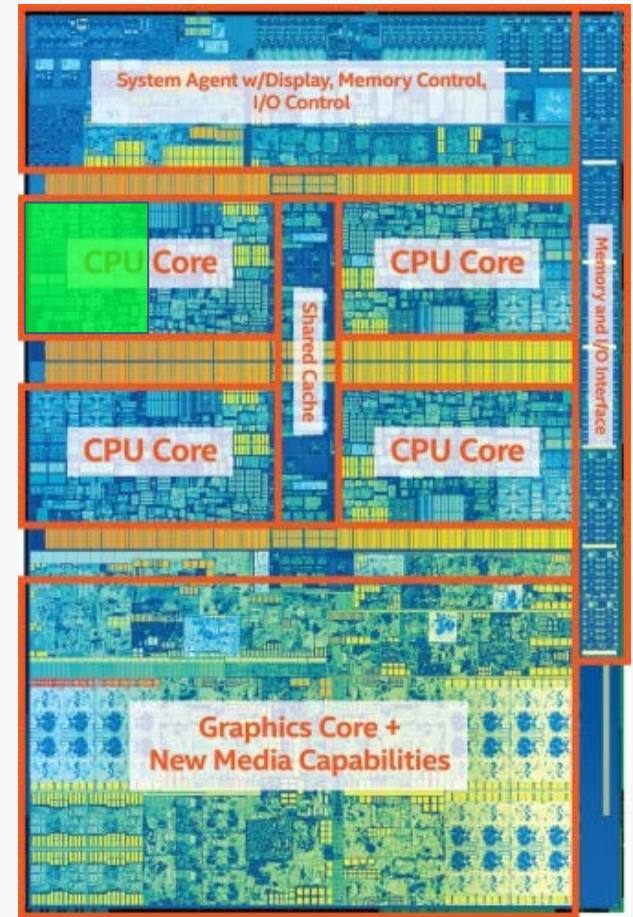 System Agent w/Display, Memory Control,
I/O Control
CPU Core
CPU Core
Shared Cache
Memory and I/O Interface
CPU Core
CPU Core
Graphics Core +
New Media Capabilities